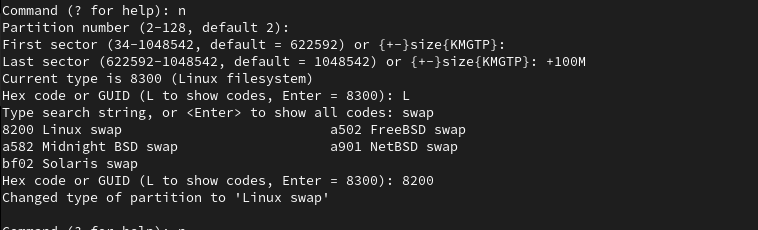 Command (? for help): n
Partition number (2-128, default 2):
First sector (34-1048542, default = 622592) or {+-}size{KMGTP}:
Last sector (622592-1048542, default = 1048542) or {+-}size{KMGTP}: +100M
Current type is 8300 (Linux filesystem)
Hex code or GUID (L to show codes, Enter = 8300): L
Type search string, or <Enter> to show all codes: swap
8200 Linux swap a502 FreeBSD swap
a582 Midnight BSD swap a901 NetBSD swap
bf02 Solaris swap
Hex code or GUID (L to show codes, Enter = 8300): 8200
Changed type of partition to 'Linux swap'
Command (? for help): n